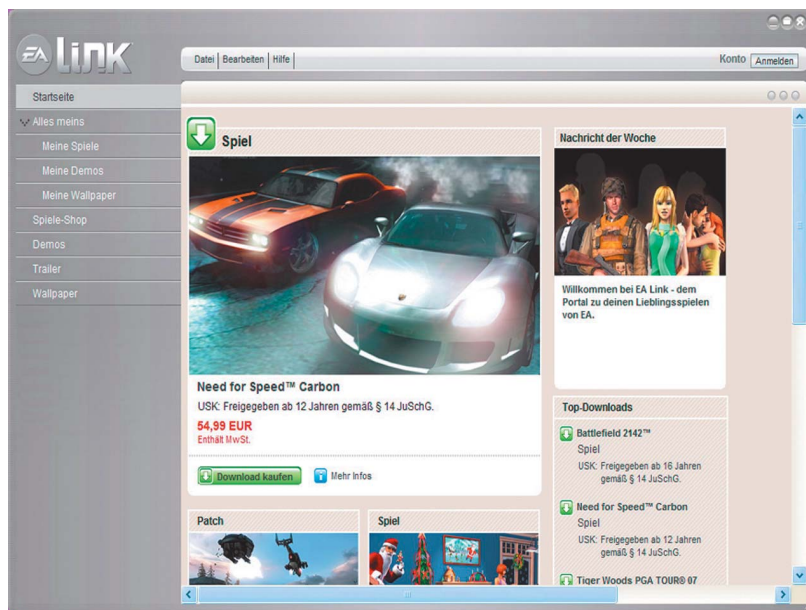 EA Link
Datei Bearbeiten Hilfe
Konto Anmelden
Startseite
Alles meins
Meine Spiele
Meine Demos
Meine Wallpaper
Spiele-Shop
Demos
Trailer
Wallpaper
Spiel
Need for Speed™ Carbon
USK: Freigegeben ab 12 Jahren gemäß § 14 JuSchG.
54,99 EUR
Enthält MwSt.
Download kaufen
Mehr Infos
Patch
Spiel
Nachricht der Woche
Willkommen bei EA Link - dem
Portal zu deinen Lieblingsspielen
von EA.
Top-Downloads
Battlefield 2142™
Spiel
USK: Freigegeben ab 16 Jahren
gemäß § 14 JuSchG.
Need for Speed™ Carbon
Spiel
USK: Freigegeben ab 12 Jahren
gemäß § 14 JuSchG.
Tiger Woods PGA TOUR® 07